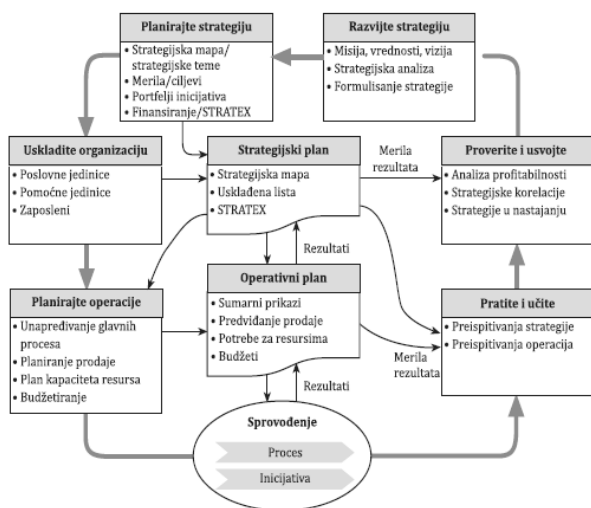 Planirajte strategiju
• Strategijska mapa/
strategijske teme
• Merila/ciljevi
• Portfelji inicijativa
• Finansiranje/STRATEX
Razvijte strategiju
• Misija, vrednosti, vizija
• Strategijska analiza
• Formulisanje strategije
Uskladite organizaciju
• Poslovne jedinice
• Pomoćne jedinice
• Zaposleni
Strategijski plan
• Strategijska mapa
• Usklađena lista
• STRATEX
Merila
rezultata
Proverite i usvojte
• Analiza profitabilnosti
• Strategijske korelacije
• Strategije u nastajanju
Rezultati
Planirajte operacije
• Unapređivanje glavnih
procesa
• Planiranje prodaje
• Plan kapaciteta resursa
• Budžetiranje
Operativni plan
• Sumarni prikazi
• Predviđanje prodaje
• Potrebe za resursima
• Budžeti
Merila
rezultata
Pratite i učite
• Preispitivanja strategije
• Preispitivanja operacija
Rezultati
Sprovođenje
Proces
Inicijativa